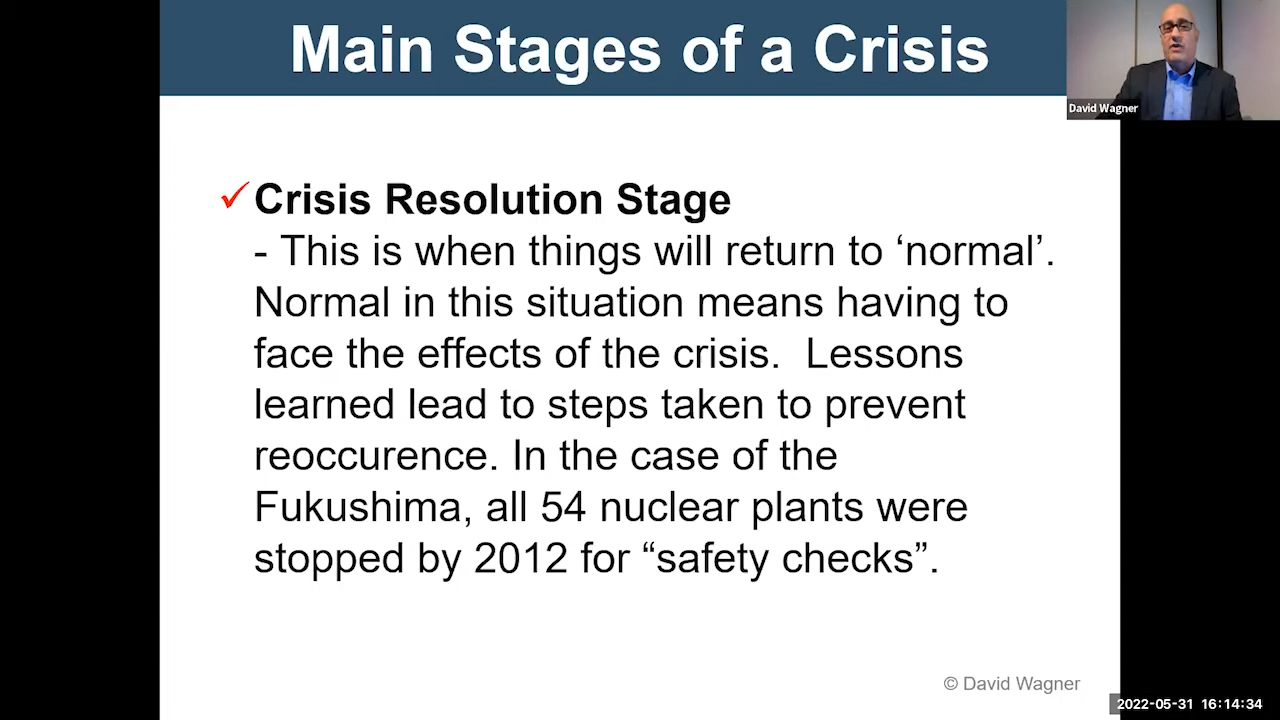 Main Stages of a Crisis
David Wagner
✓Crisis Resolution Stage
- This is when things will return to ‘normal’.
Normal in this situation means having to
face the effects of the crisis.  Lessons
learned lead to steps taken to prevent
reoccurence. In the case of the
Fukushima, all 54 nuclear plants were
stopped by 2012 for “safety checks”.
© David Wagner
2022-05-31 16:14:34